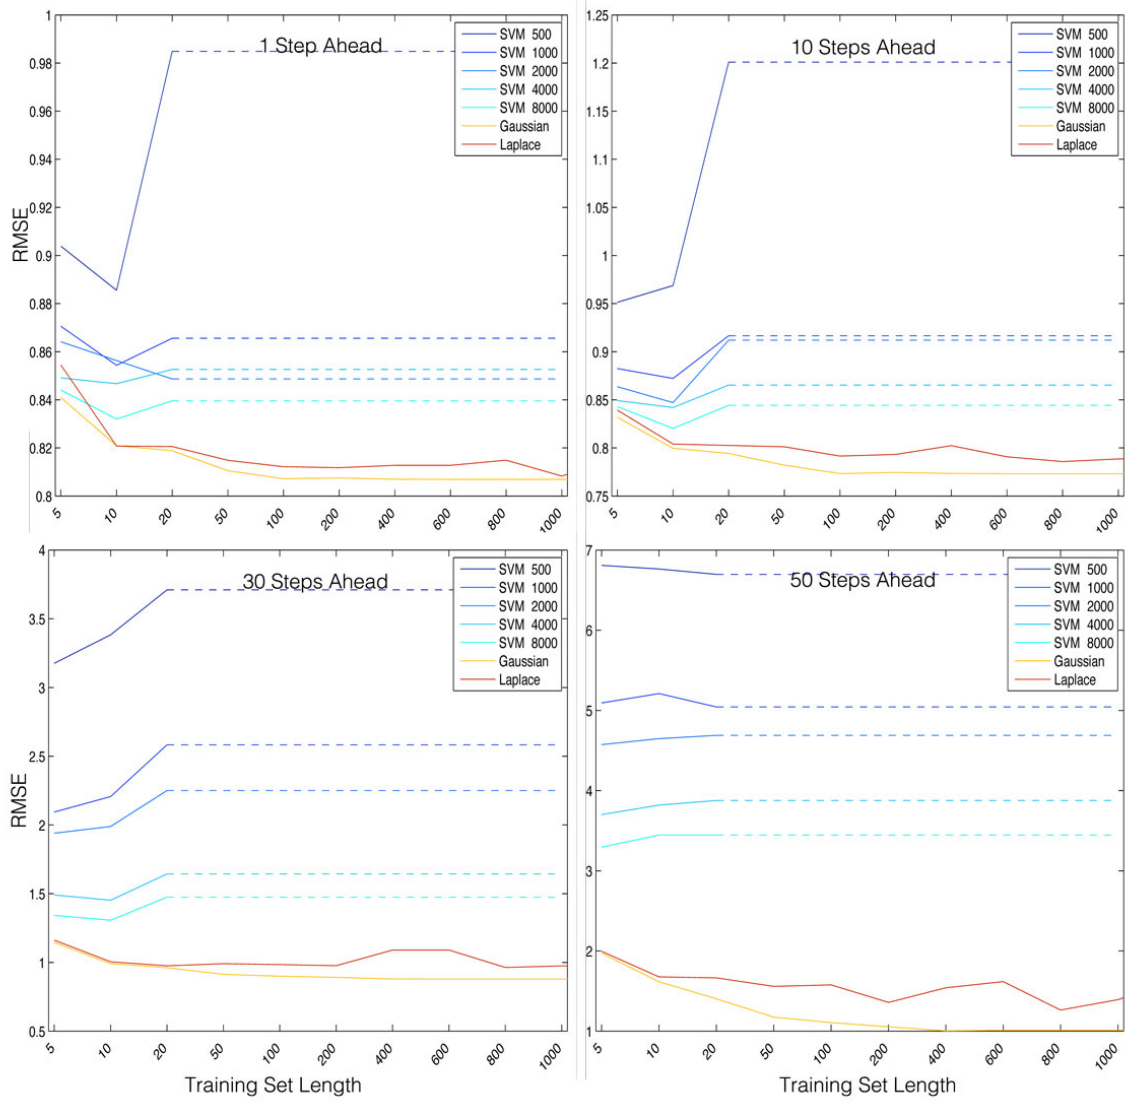 1 Step Ahead
RMSE
1
0.98
0.96
0.94
0.92
0.9
0.88
0.86
0.84
0.82
0.8
5
10
20
50
100
200
400
600
800
1000
SVM 500
SVM 1000
SVM 2000
SVM 4000
SVM 8000
Gaussian
Laplace
10 Steps Ahead
1.25
1.2
1.15
1.1
1.05
1
0.95
0.9
0.85
0.8
0.75
5
10
20
50
100
200
400
600
800
1000
SVM 500
SVM 1000
SVM 2000
SVM 4000
SVM 8000
Gaussian
Laplace
30 Steps Ahead
RMSE
4
3.5
3
2.5
2
1.5
1
0.5
5
10
20
50
100
200
400
600
800
1000
Training Set Length
SVM 500
SVM 1000
SVM 2000
SVM 4000
SVM 8000
Gaussian
Laplace
50 Steps Ahead
7
6
5
4
3
2
1
5
10
20
50
100
200
400
600
800
1000
Training Set Length
SVM 500
SVM 1000
SVM 2000
SVM 4000
SVM 8000
Gaussian
Laplace